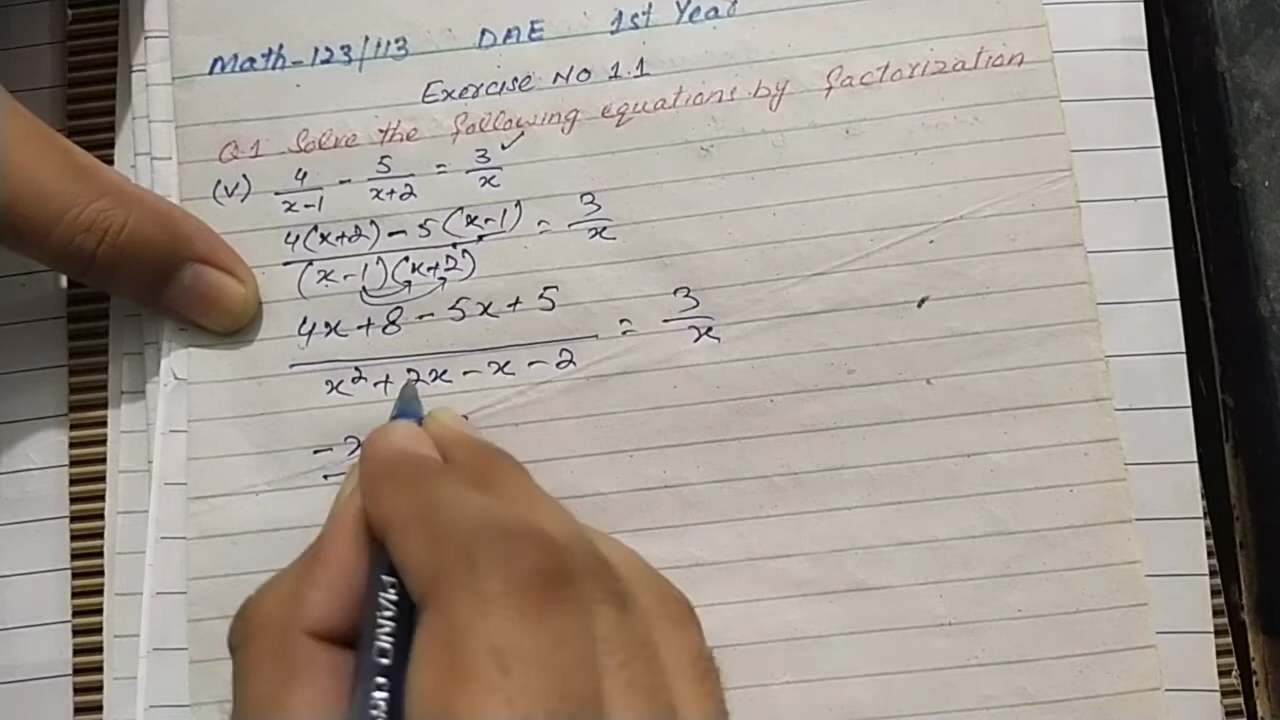 Math-123/113 DAE 1st Year
Exercise No 1.1
Q.1 Solve the following equations by factorization
(v) 4/(x-1) - 5/(x+2) = 3/x ✓
(4(x+2) - 5(x-1))/((x-1)(x+2)) = 3/x
(4x+8-5x+5)/(x²+2x-x-2) = 3/x
PIANO